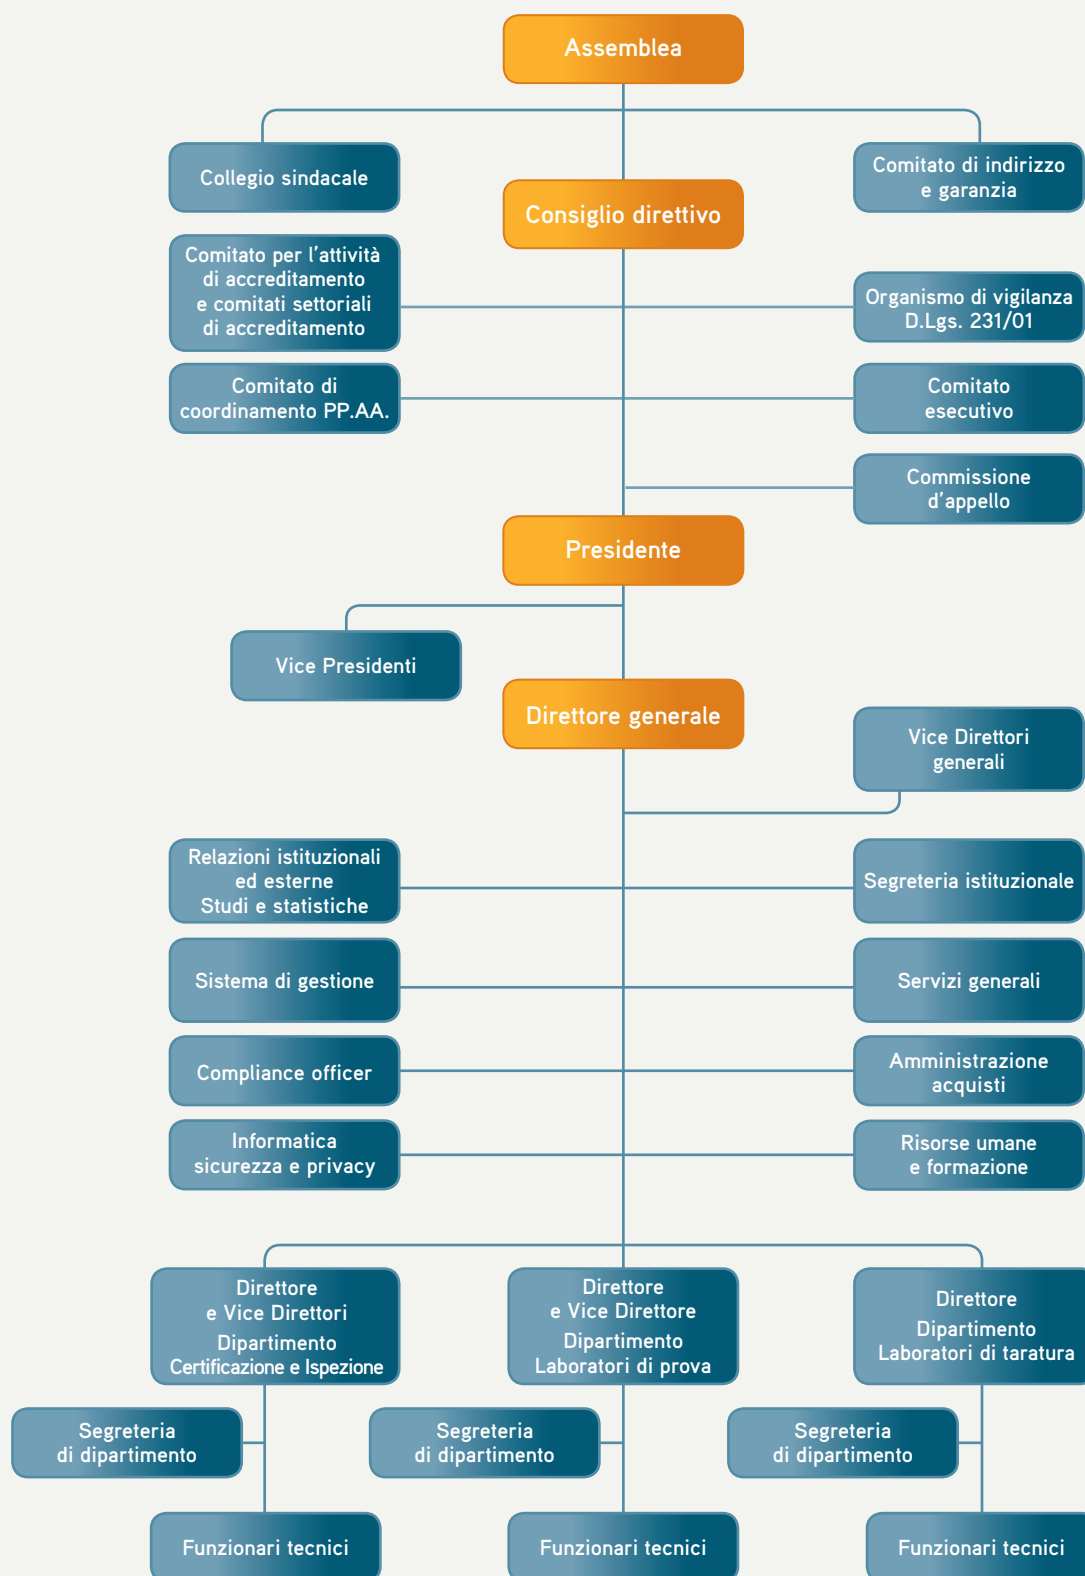 Assemblea
Collegio sindacale
Comitato di indirizzo
e garanzia
Consiglio direttivo
Comitato per l'attività
di accreditamento
e comitati settoriali
di accreditamento
Organismo di vigilanza
D.Lgs. 231/01
Comitato di
coordinamento PP.AA.
Comitato
esecutivo
Commissione
d'appello
Presidente
Vice Presidenti
Direttore generale
Vice Direttori
generali
Relazioni istituzionali
ed esterne
Studi e statistiche
Segreteria istituzionale
Sistema di gestione
Servizi generali
Compliance officer
Amministrazione
acquisti
Informatica
sicurezza e privacy
Risorse umane
e formazione
Direttore
e Vice Direttori
Dipartimento
Certificazione e Ispezione
Direttore
e Vice Direttore
Dipartimento
Laboratori di prova
Direttore
Dipartimento
Laboratori di taratura
Segreteria
di dipartimento
Segreteria
di dipartimento
Segreteria
di dipartimento
Funzionari tecnici
Funzionari tecnici
Funzionari tecnici